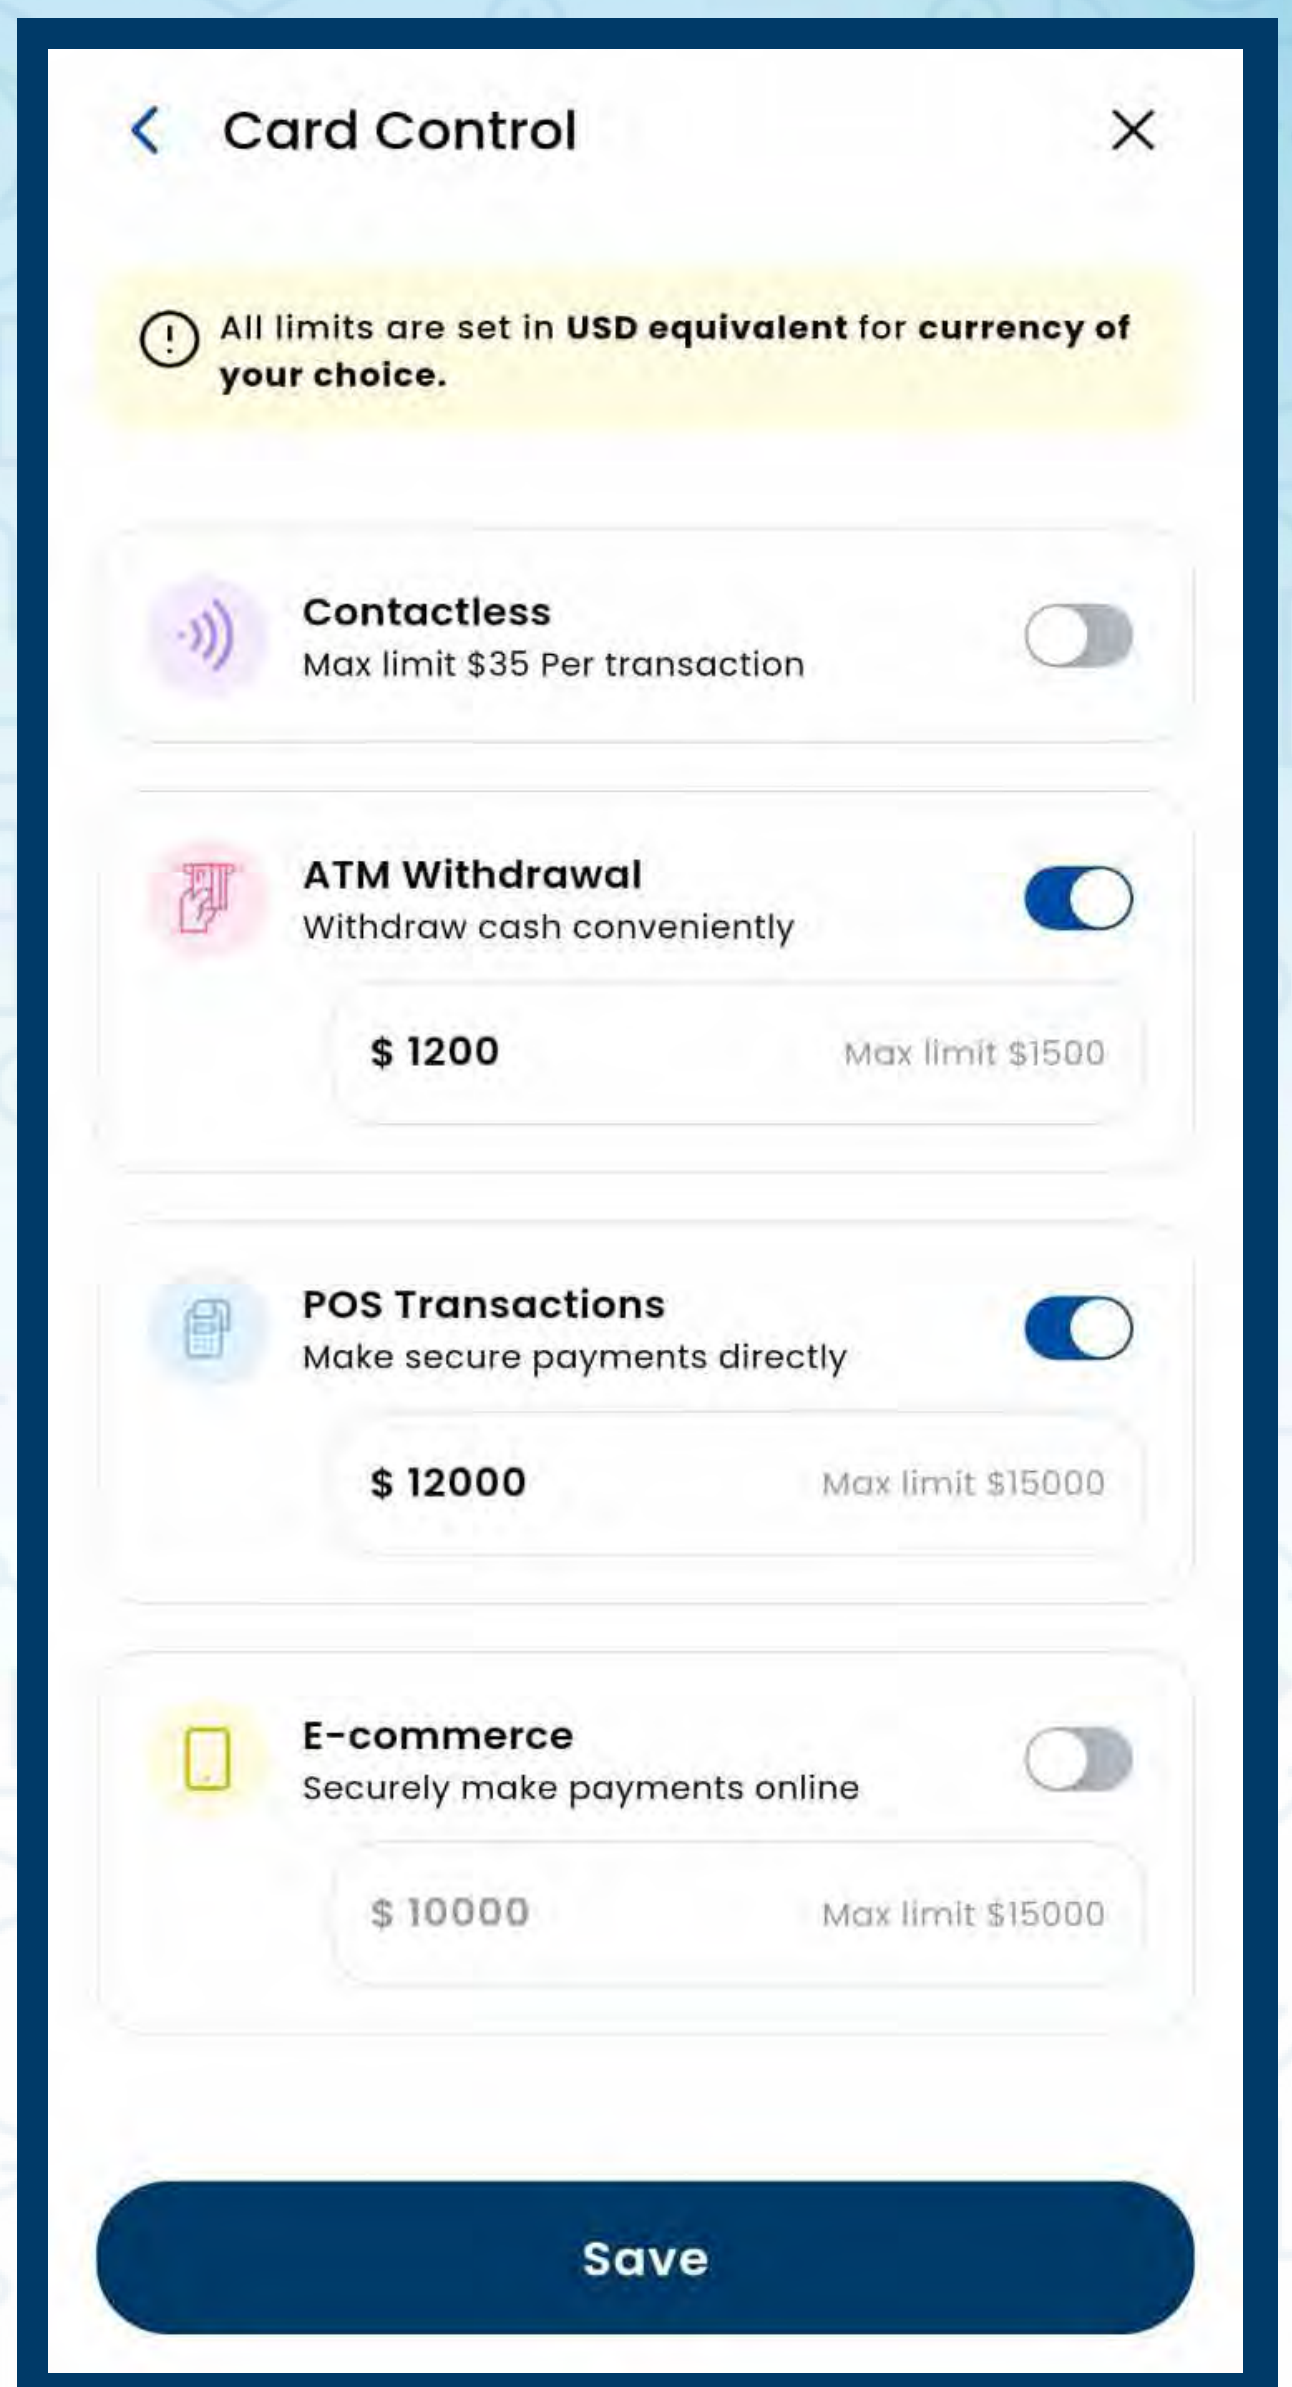 Card Control
All limits are set in USD equivalent for currency of
your choice.
Contactless
Max limit $35 Per transaction
ATM Withdrawal
Withdraw cash conveniently
$ 1200 Max limit $1500
POS Transactions
Make secure payments directly
$ 12000 Max limit $15000
E-commerce
Securely make payments online
$ 10000 Max limit $15000
Save